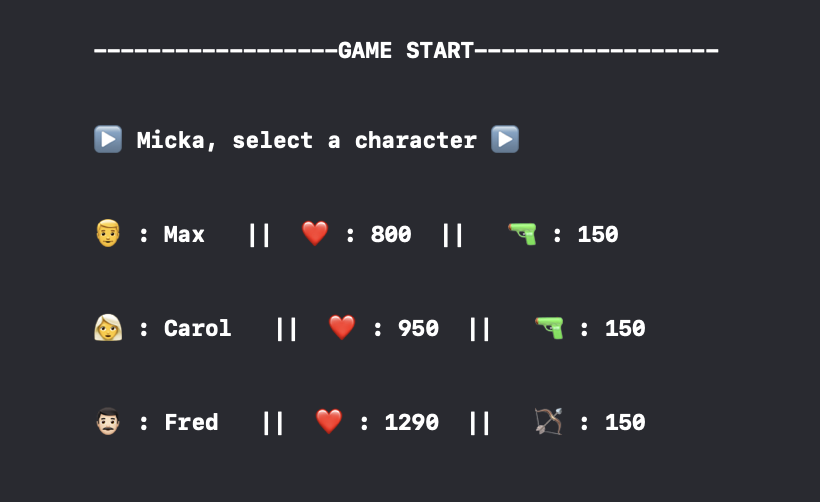 ------------------GAME START------------------
▶️ Micka, select a character ▶️
👨 : Max || ❤️ : 800 || 🔫 : 150
👩‍🦳 : Carol || ❤️ : 950 || 🔫 : 150
👨🏻 : Fred || ❤️ : 1290 || 🏹 : 150